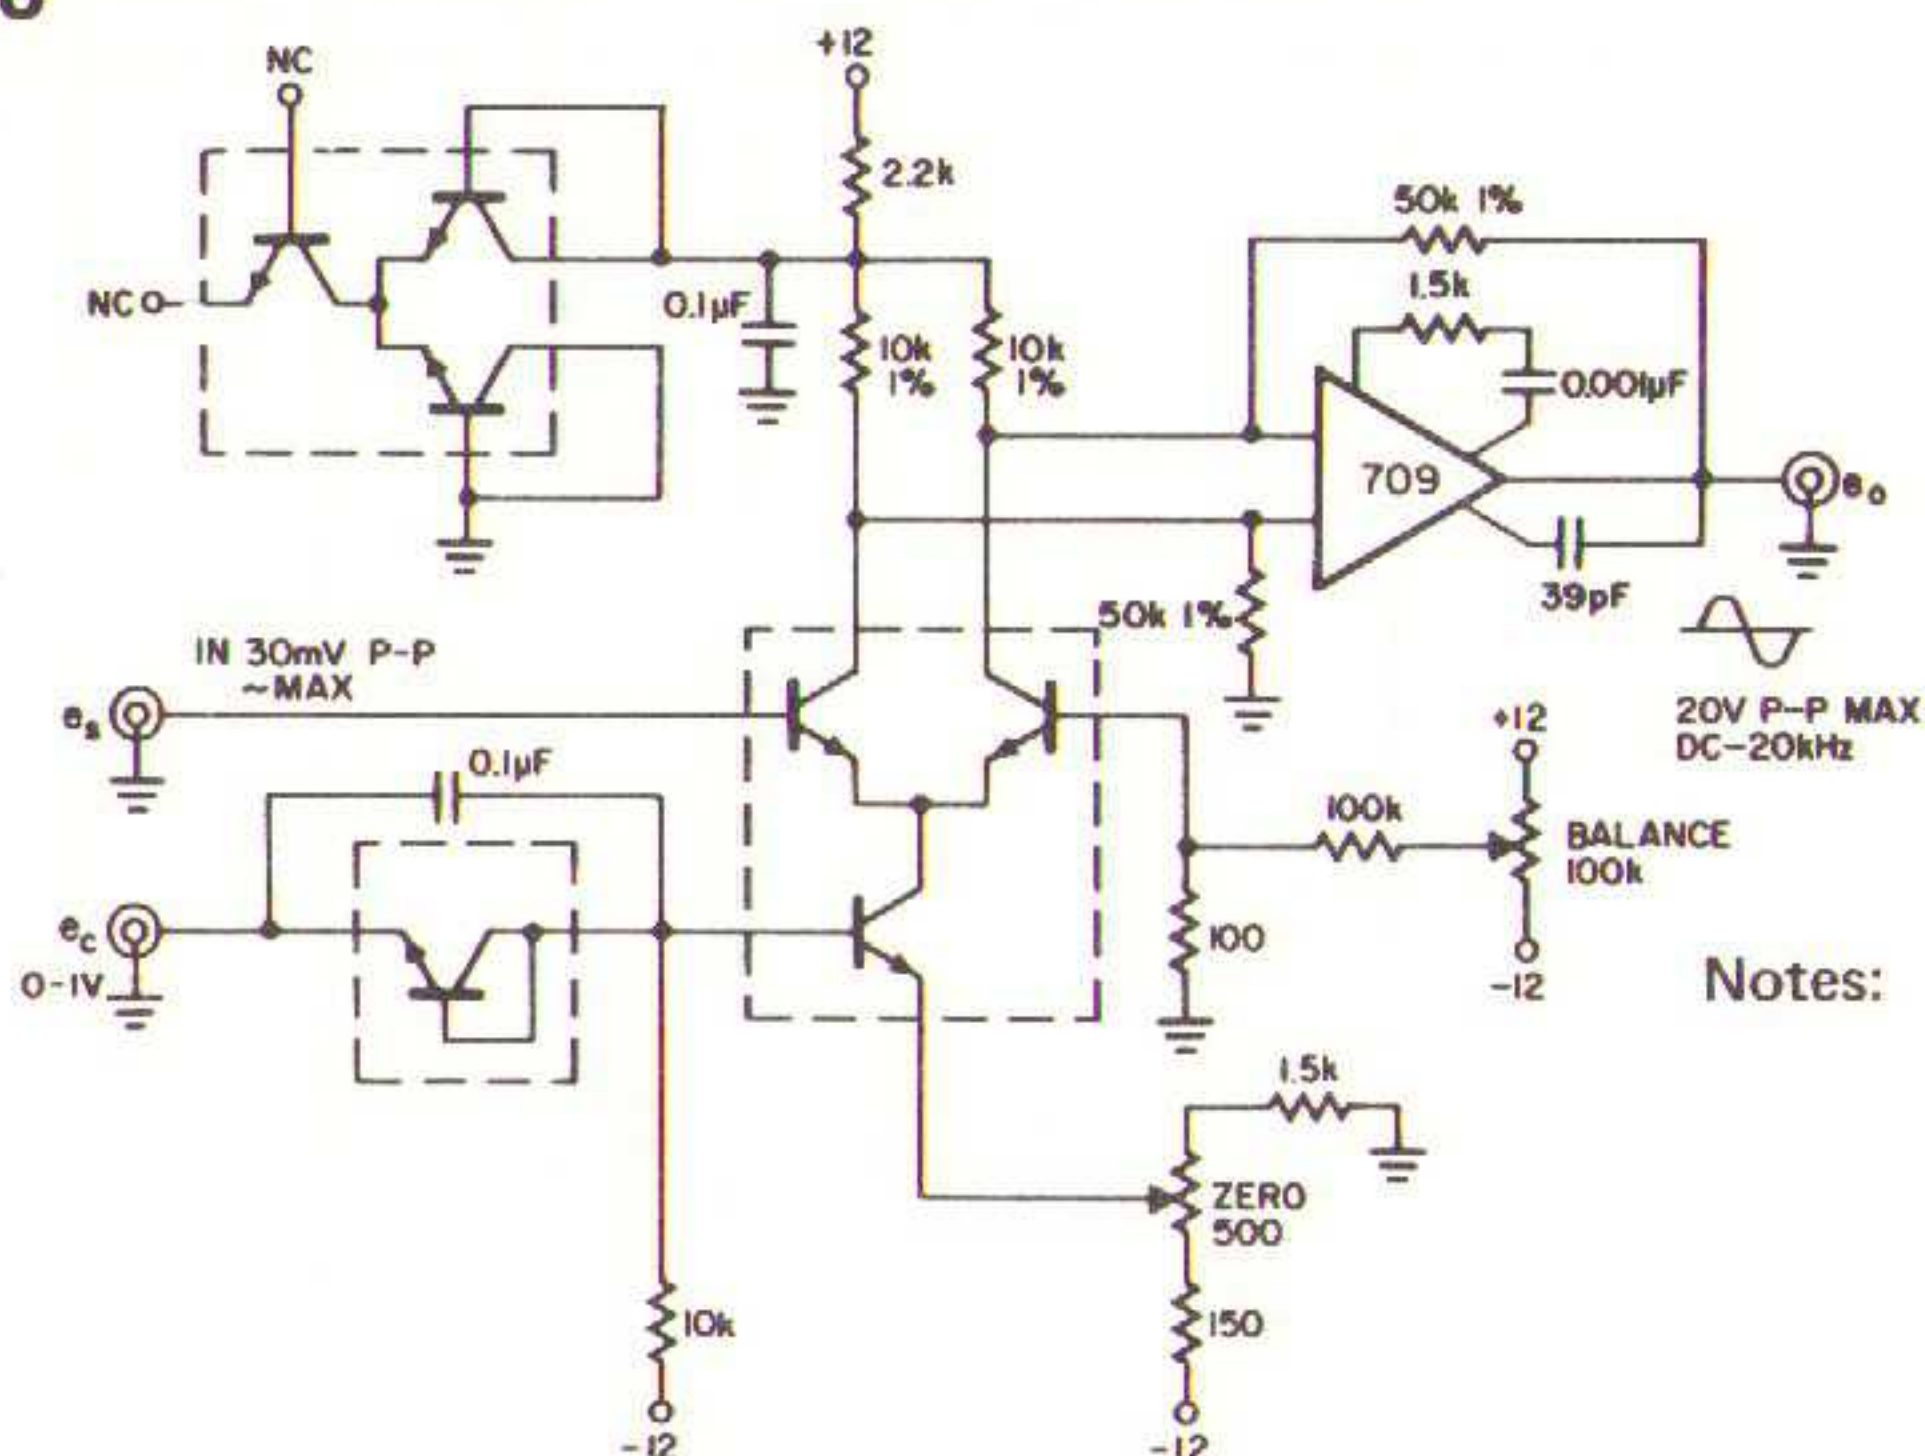 NC
+12
2.2k
NC
0.1µF
10k
1%
10k
1%
50k 1%
1.5k
0.001µF
709
eo
39pF
50k 1%
IN 30mV P-P
~MAX
es
20V P-P MAX
DC-20kHz
+12
0.1µF
100k
BALANCE
100k
ec
0-1V
100
-12
Notes:
1.5k
ZERO
500
10k
150
-12
-12